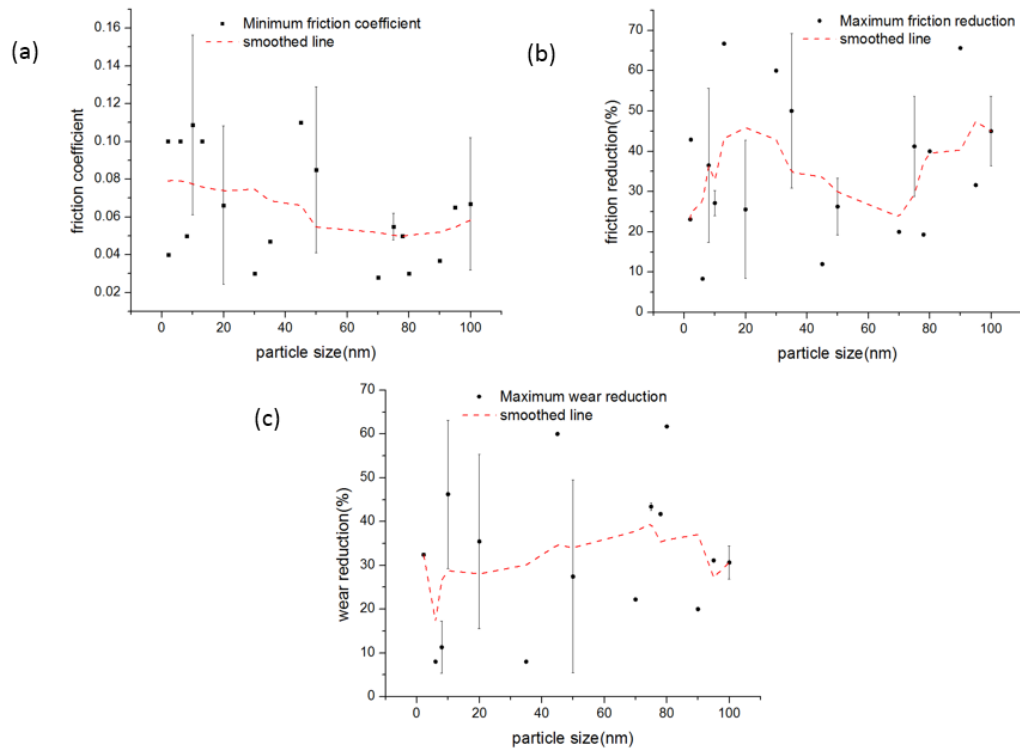 (a)
Minimum friction coefficient
smoothed line
0.16
0.14
0.12
0.10
0.08
0.06
0.04
0.02
friction coefficient
0 20 40 60 80 100
particle size(nm)
(b)
Maximum friction reduction
smoothed line
70
60
50
40
30
20
10
0
friction reduction(%)
0 20 40 60 80 100
particle size(nm)
(c)
Maximum wear reduction
smoothed line
70
60
50
40
30
20
10
0
wear reduction(%)
0 20 40 60 80 100
particle size(nm)